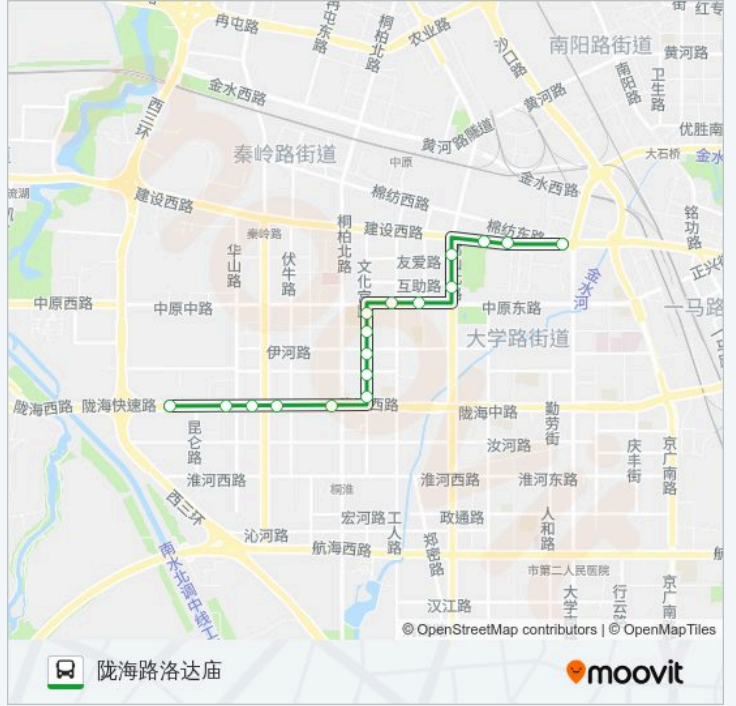 街
红专
冉屯路
冉屯东路
桐柏北路
农业路
沙口路
南阳路街道
黄河路
南阳路
卫生路
金水西路
黄河路
西三环
黄河路隧道
优胜南
大石桥
金水
秦岭路街道
中原
金水西路
流湖
建设西路
棉纺西路
桐柏北路
建设西路
棉纺东路
铭功路
秦岭路
华山路
伏牛路
友爱路
文化宫
互助路
正兴街
金水河
中原西路
中原中路
中原东路
一马路
大学路街道
一马路
伊河路
陇海西路
陇海快速路
西路
陇海中路
勤劳街
昆仑路
汝河路
庆丰街
京广南路
淮河西路
桐淮
淮河西路
淮河东路
西三环
宏河路
工人路
政通路
人和路
沁河路
航海西路
郑密路
航
南水北调中线工
市第二人民医院
汉江路
大学南
行云路
京广南
© OpenStreetMap contributors | © OpenMapTiles
陇海路洛达庙
moovit